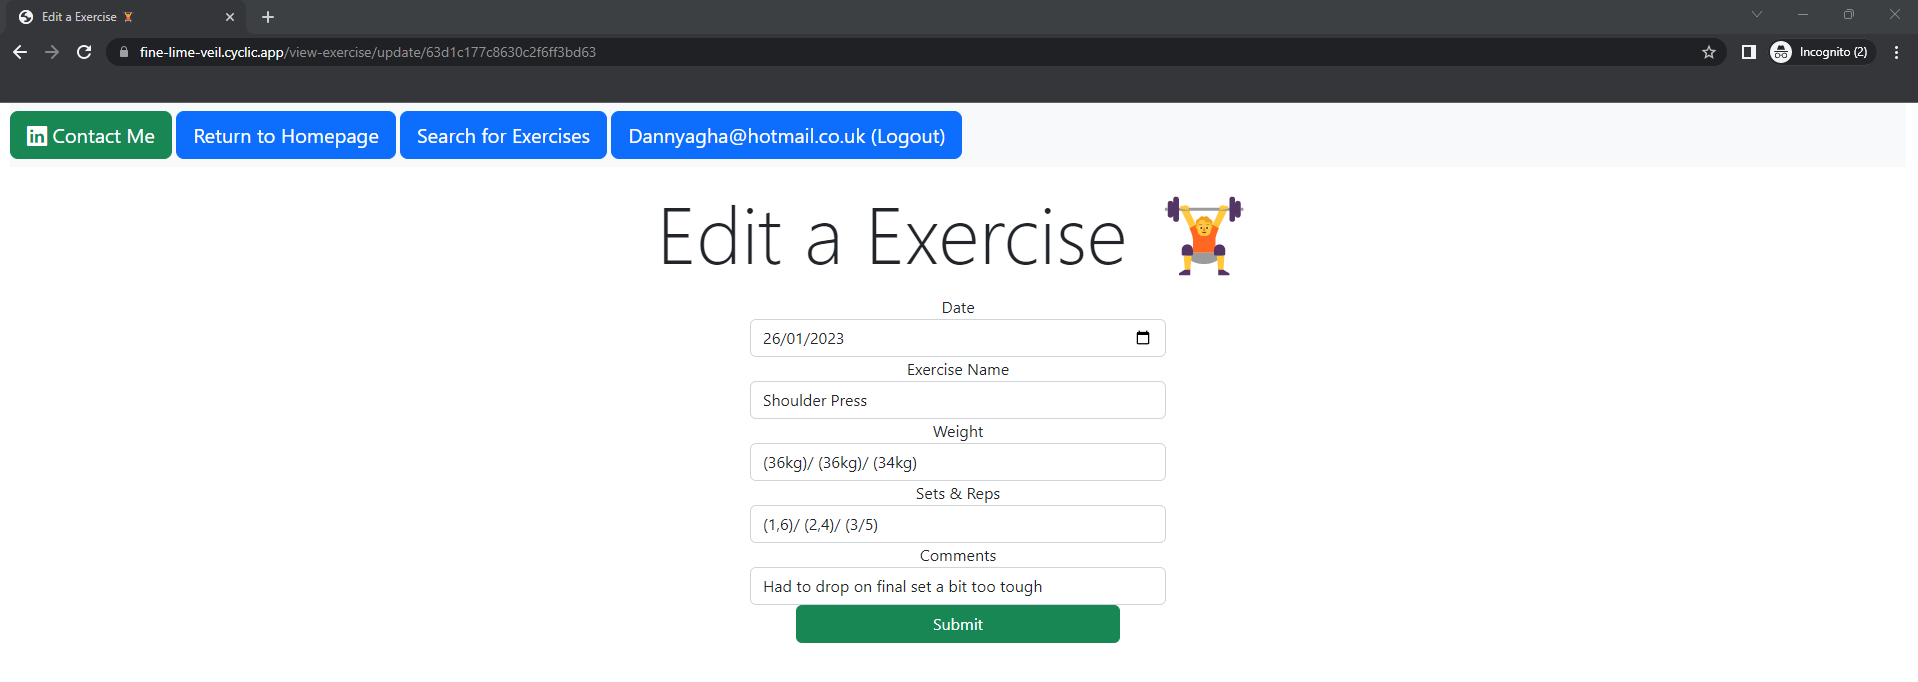 Edit a Exercise
fine-lime-veil.cyclic.app/view-exercise/update/63d1c177c8630c2f6ff3bd63
Incognito (2)
in Contact Me
Return to Homepage
Search for Exercises
Dannyagha@hotmail.co.uk (Logout)
Edit a Exercise
Date
26/01/2023
Exercise Name
Shoulder Press
Weight
(36kg)/ (36kg)/ (34kg)
Sets & Reps
(1,6)/ (2,4)/ (3/5)
Comments
Had to drop on final set a bit too tough
Submit